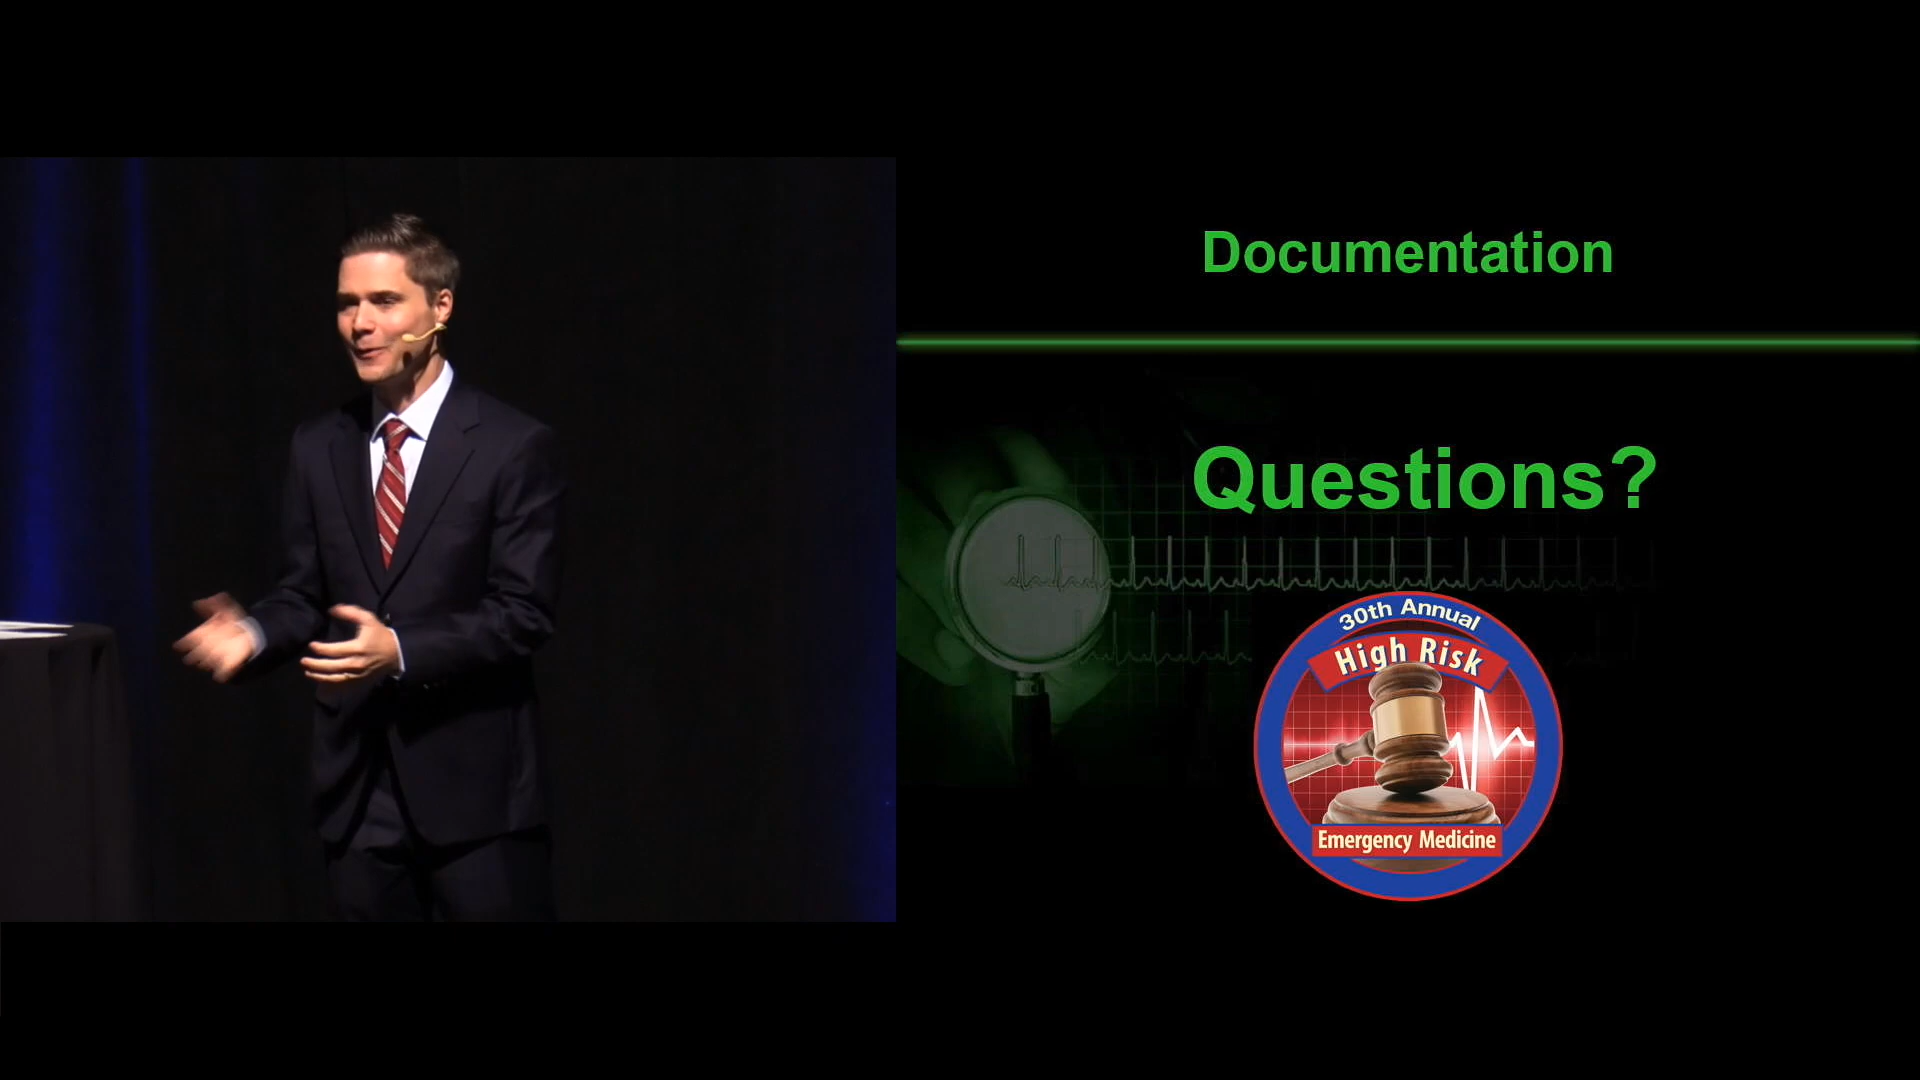 Documentation
Questions?
30th Annual
High Risk
Emergency Medicine